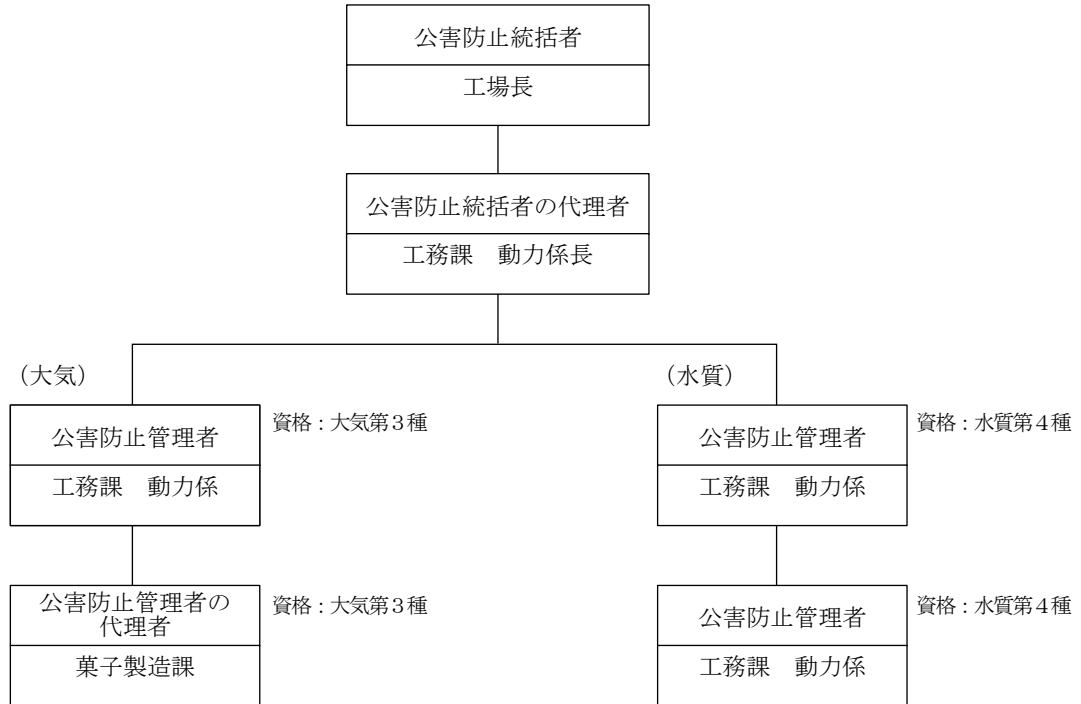 公害防止統括者
工場長
公害防止統括者の代理者
工務課　動力係長
（大気）
（水質）
公害防止管理者
資格：大気第３種
工務課　動力係
公害防止管理者
資格：水質第４種
工務課　動力係
公害防止管理者の
代理者
資格：大気第３種
菓子製造課
公害防止管理者
資格：水質第４種
工務課　動力係